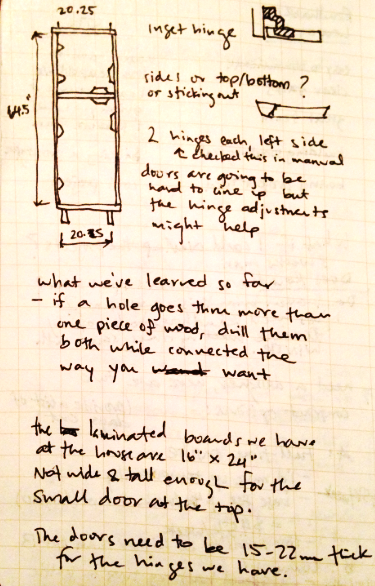 20.25
inset hinge
64.5"
sides or top/bottom ?
or sticking out
2 hinges each, left side
↑ checked this in manual
doors are going to be
hard to line up but
the hinge adjustments
might help
20.25
what we've learned so far
- if a hole goes thru more than
one piece of wood, drill them
both while connected the
way you want
the laminated boards we have
at the house are 16" x 24"
Not wide & tall enough for the
small door at the top.
The doors need to be 15-22mm thick
for the hinges we have.